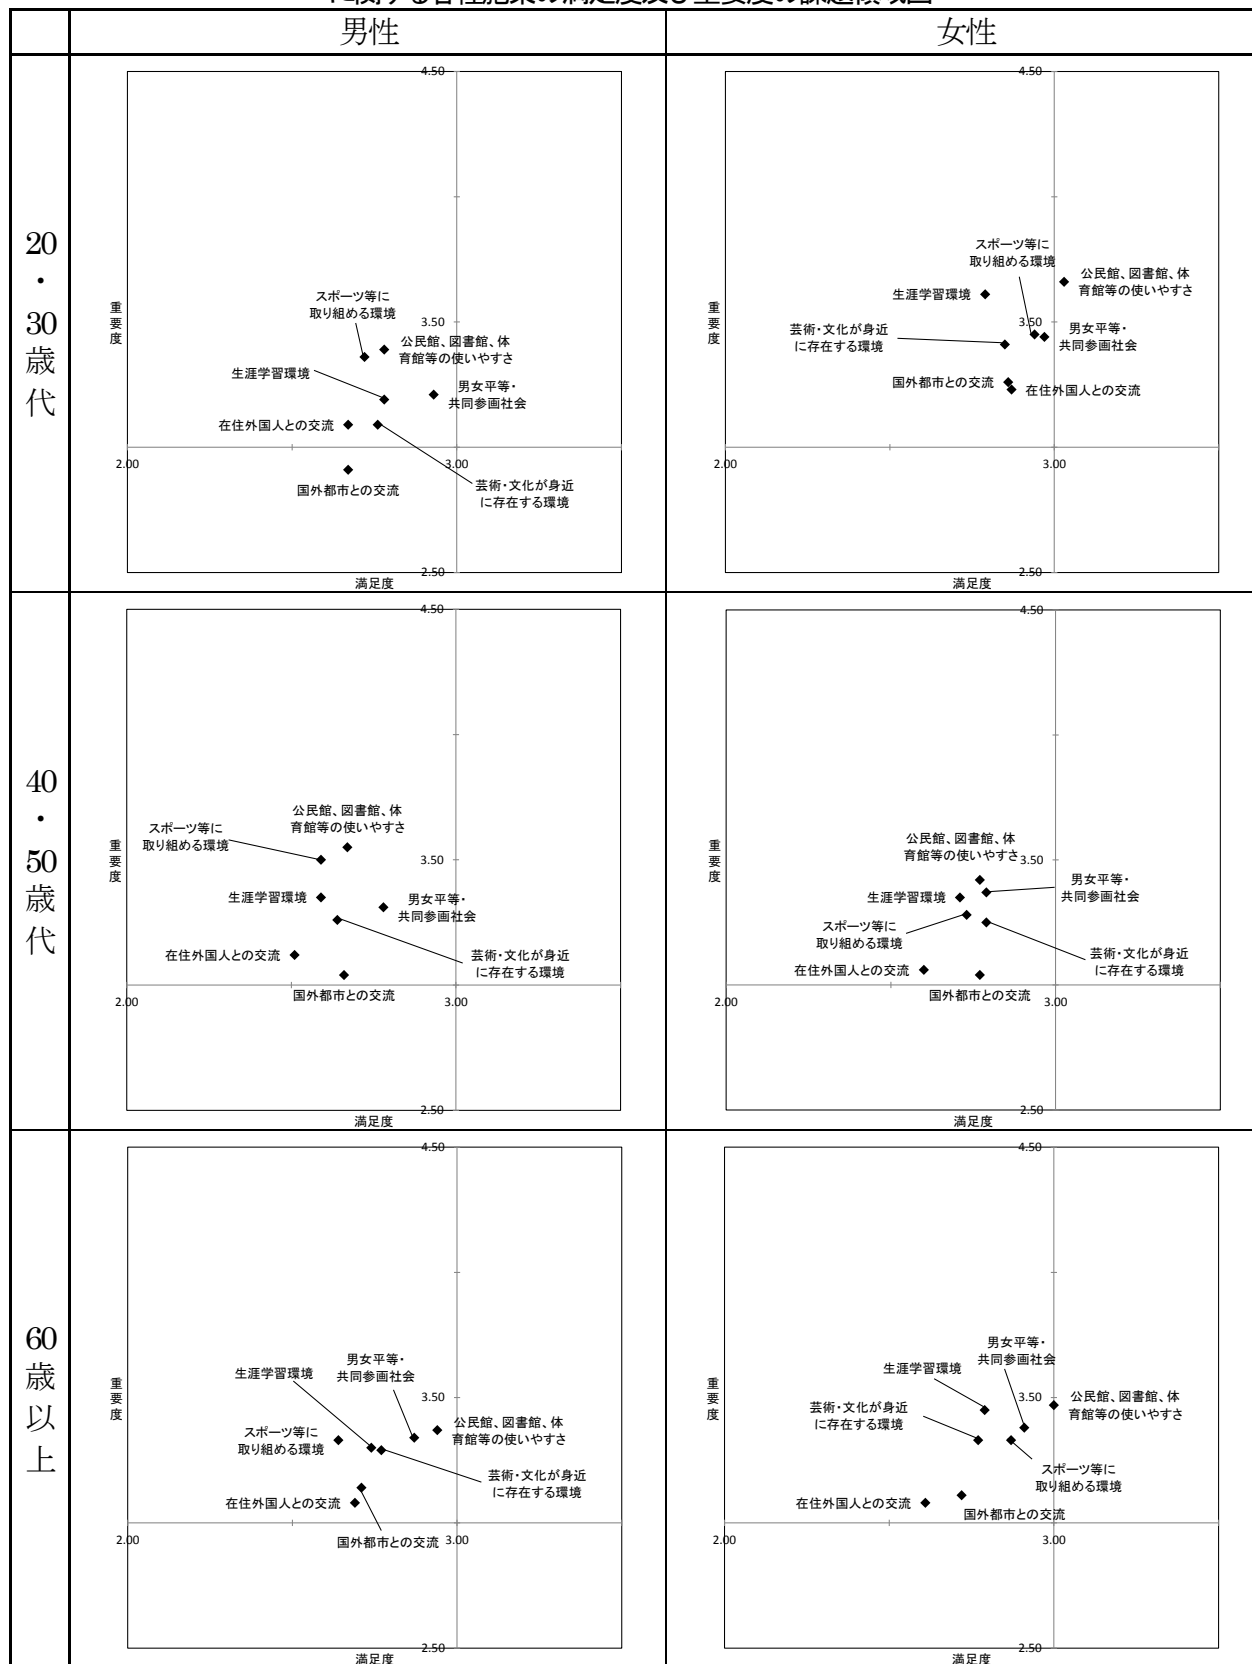 に関する各種施策の満足度及び重要度の課題領域図
男性
女性
20・30歳代
4.50
スポーツ等に
取り組める環境
重要度
3.50
公民館、図書館、体
育館等の使いやすさ
生涯学習環境
男女平等・
共同参画社会
在住外国人との交流
2.00
3.00
国外都市との交流
芸術・文化が身近
に存在する環境
2.50
満足度
4.50
スポーツ等に
取り組める環境
公民館、図書館、体
育館等の使いやすさ
生涯学習環境
重要度
3.50
芸術・文化が身近
に存在する環境
男女平等・
共同参画社会
国外都市との交流
在住外国人との交流
2.00
3.00
2.50
満足度
40・50歳代
4.50
公民館、図書館、体
育館等の使いやすさ
スポーツ等に
取り組める環境
重要度
3.50
生涯学習環境
男女平等・
共同参画社会
在住外国人との交流
芸術・文化が身近
に存在する環境
国外都市との交流
2.00
3.00
2.50
満足度
4.50
公民館、図書館、体
育館等の使いやすさ
重要度
3.50
男女平等・
共同参画社会
生涯学習環境
スポーツ等に
取り組める環境
芸術・文化が身近
に存在する環境
在住外国人との交流
国外都市との交流
2.00
3.00
2.50
満足度
60歳以上
4.50
男女平等・
共同参画社会
生涯学習環境
重要度
3.50
公民館、図書館、体
育館等の使いやすさ
スポーツ等に
取り組める環境
芸術・文化が身近
に存在する環境
在住外国人との交流
国外都市との交流
2.00
3.00
2.50
満足度
4.50
男女平等・
共同参画社会
生涯学習環境
重要度
3.50
公民館、図書館、体
育館等の使いやすさ
芸術・文化が身近
に存在する環境
スポーツ等に
取り組める環境
在住外国人との交流
国外都市との交流
2.00
3.00
2.50
満足度